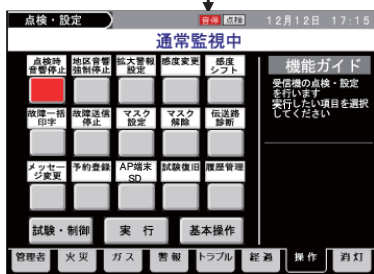 点検・設定
音停 点検
12月12日 17:15
通常監視中
点検時
音響停止
地区音響
強制停止
拡大警報
設定
感度変更
感度
シフト
故障一括
印字
故障送信
停止
マスク
設定
マスク
解除
伝送路
診断
メッセー
ジ変更
予約登録
AP端末
SD
試験復旧
履歴管理
試験・制御
実 行
基本操作
機能ガイド
受信機の点検・設定
を行います
実行したい項目を選択
してください
管理者
火 災
ガ ス
警 報
トラブル
経 過
操 作
消 灯